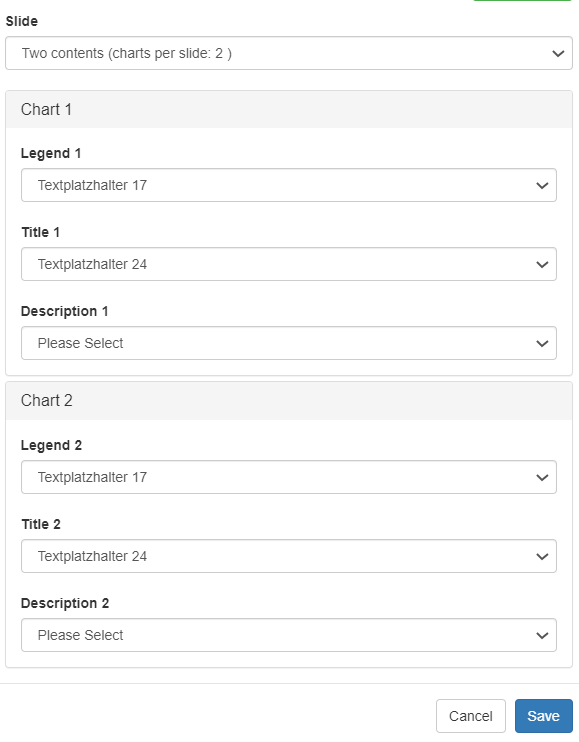 Slide
Two contents (charts per slide: 2 )
Chart 1
Legend 1
Textplatzhalter 17
Title 1
Textplatzhalter 24
Description 1
Please Select
Chart 2
Legend 2
Textplatzhalter 17
Title 2
Textplatzhalter 24
Description 2
Please Select
Cancel Save